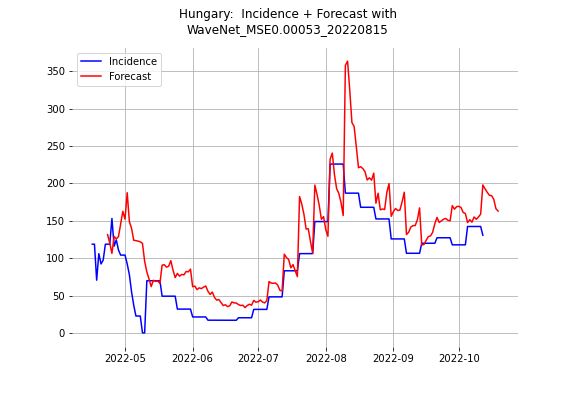 Hungary:  Incidence + Forecast with
WaveNet_MSE0.00053_20220815
Incidence
Forecast
350
300
250
200
150
100
50
0
2022-05 2022-06 2022-07 2022-08 2022-09 2022-10